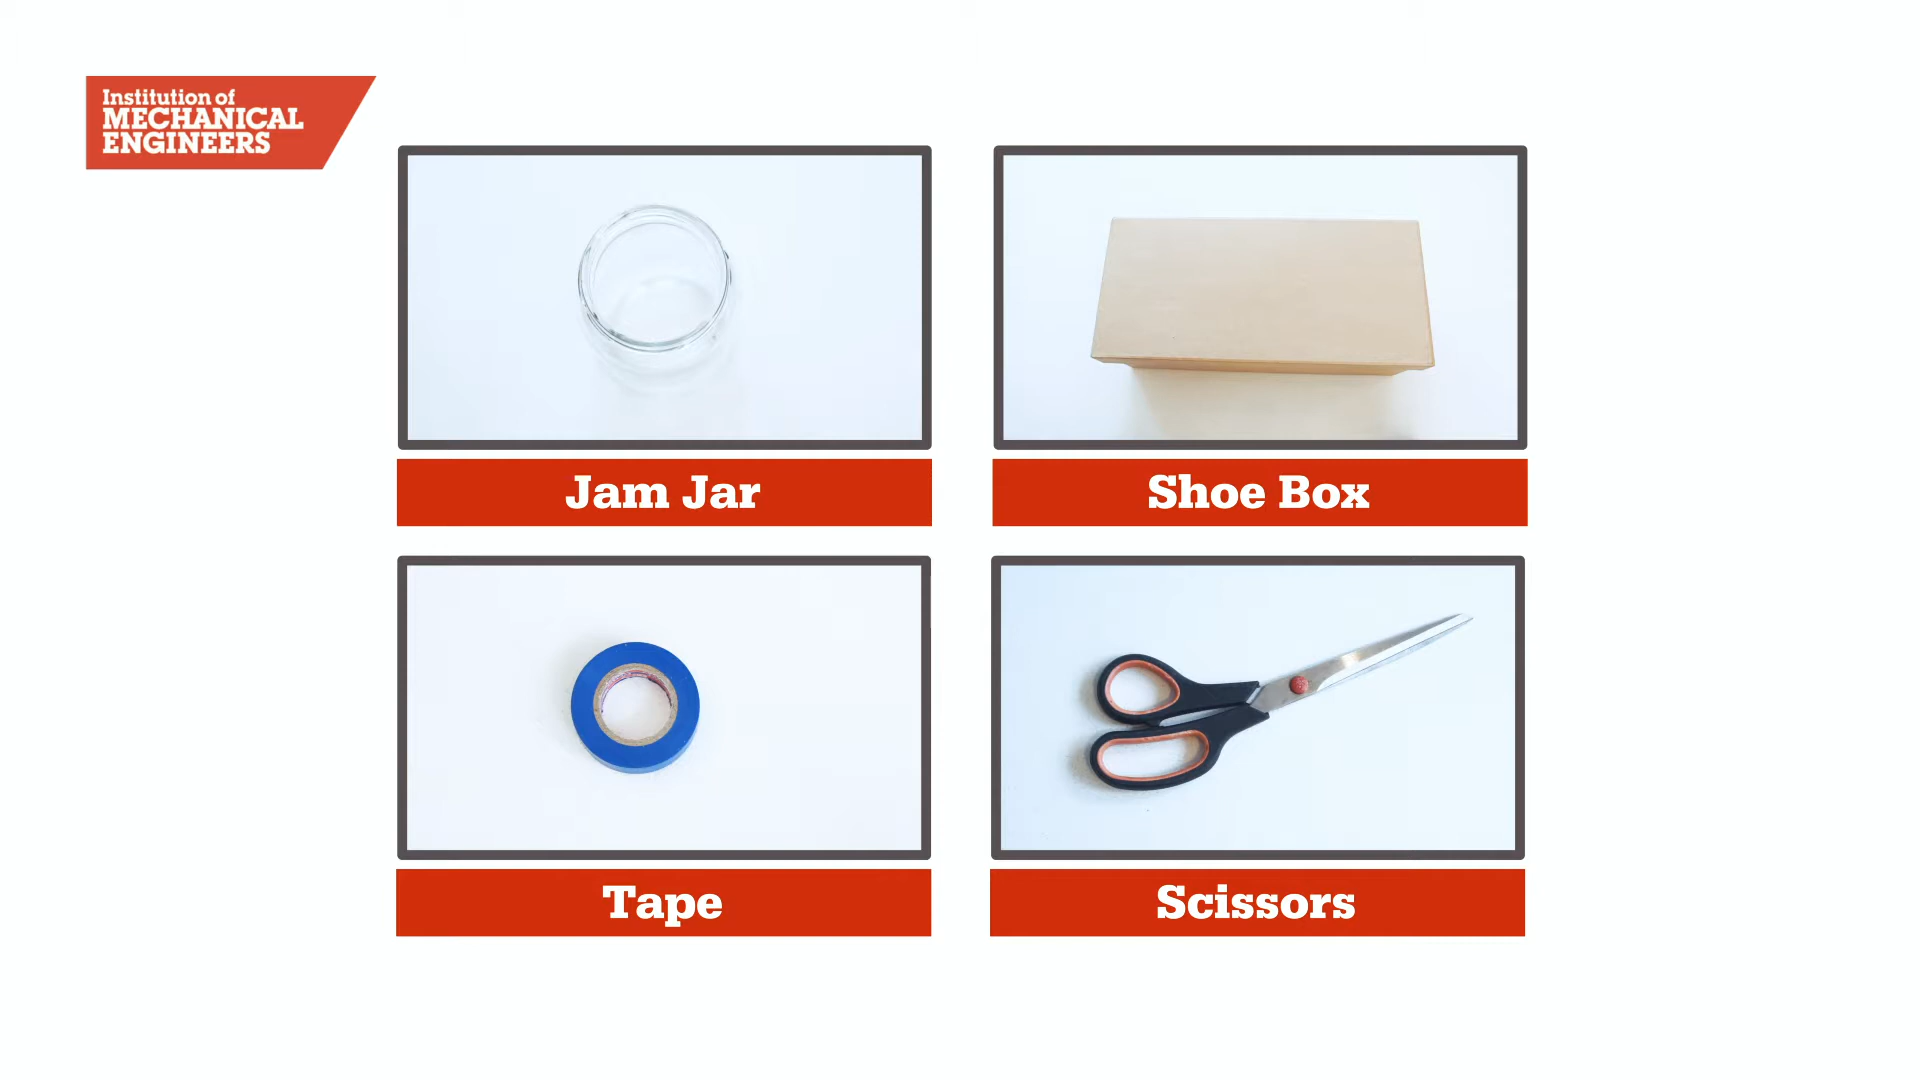 Institution of
MECHANICAL
ENGINEERS
Jam Jar
Shoe Box
Tape
Scissors